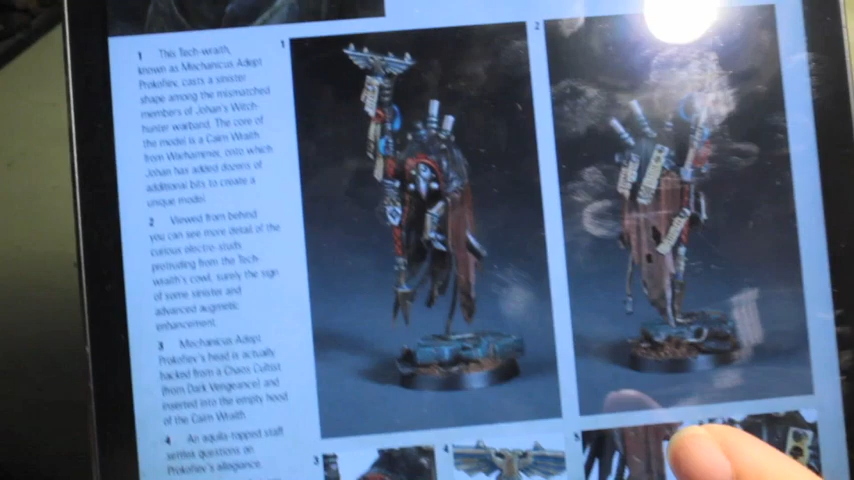 1 This Tech-wraith,
known as Mechanicus Adept
Prokofiev, casts a sinister
shape among the mismatched
members of Johan's Witch-
hunter warband. The core of
the model is a Cairn Wraith
from Warhammer, onto which
Johan has added dozens of
additional bits to create a
unique model.
2 Viewed from behind
you can see more detail of the
curious electro-studs
protruding from the Tech-
wraith's cowl, surely the sign
of some sinister and
advanced augmetic
enhancement.
3 Mechanicus Adept
Prokofiev's head is actually
hacked from a Chaos Cultist
(from Dark Vengeance) and
inserted into the empty hood
of the Cairn Wraith.
4 An aquila-topped staff
settles questions on
Prokofiev's allegiance.
1
2
3
4
5